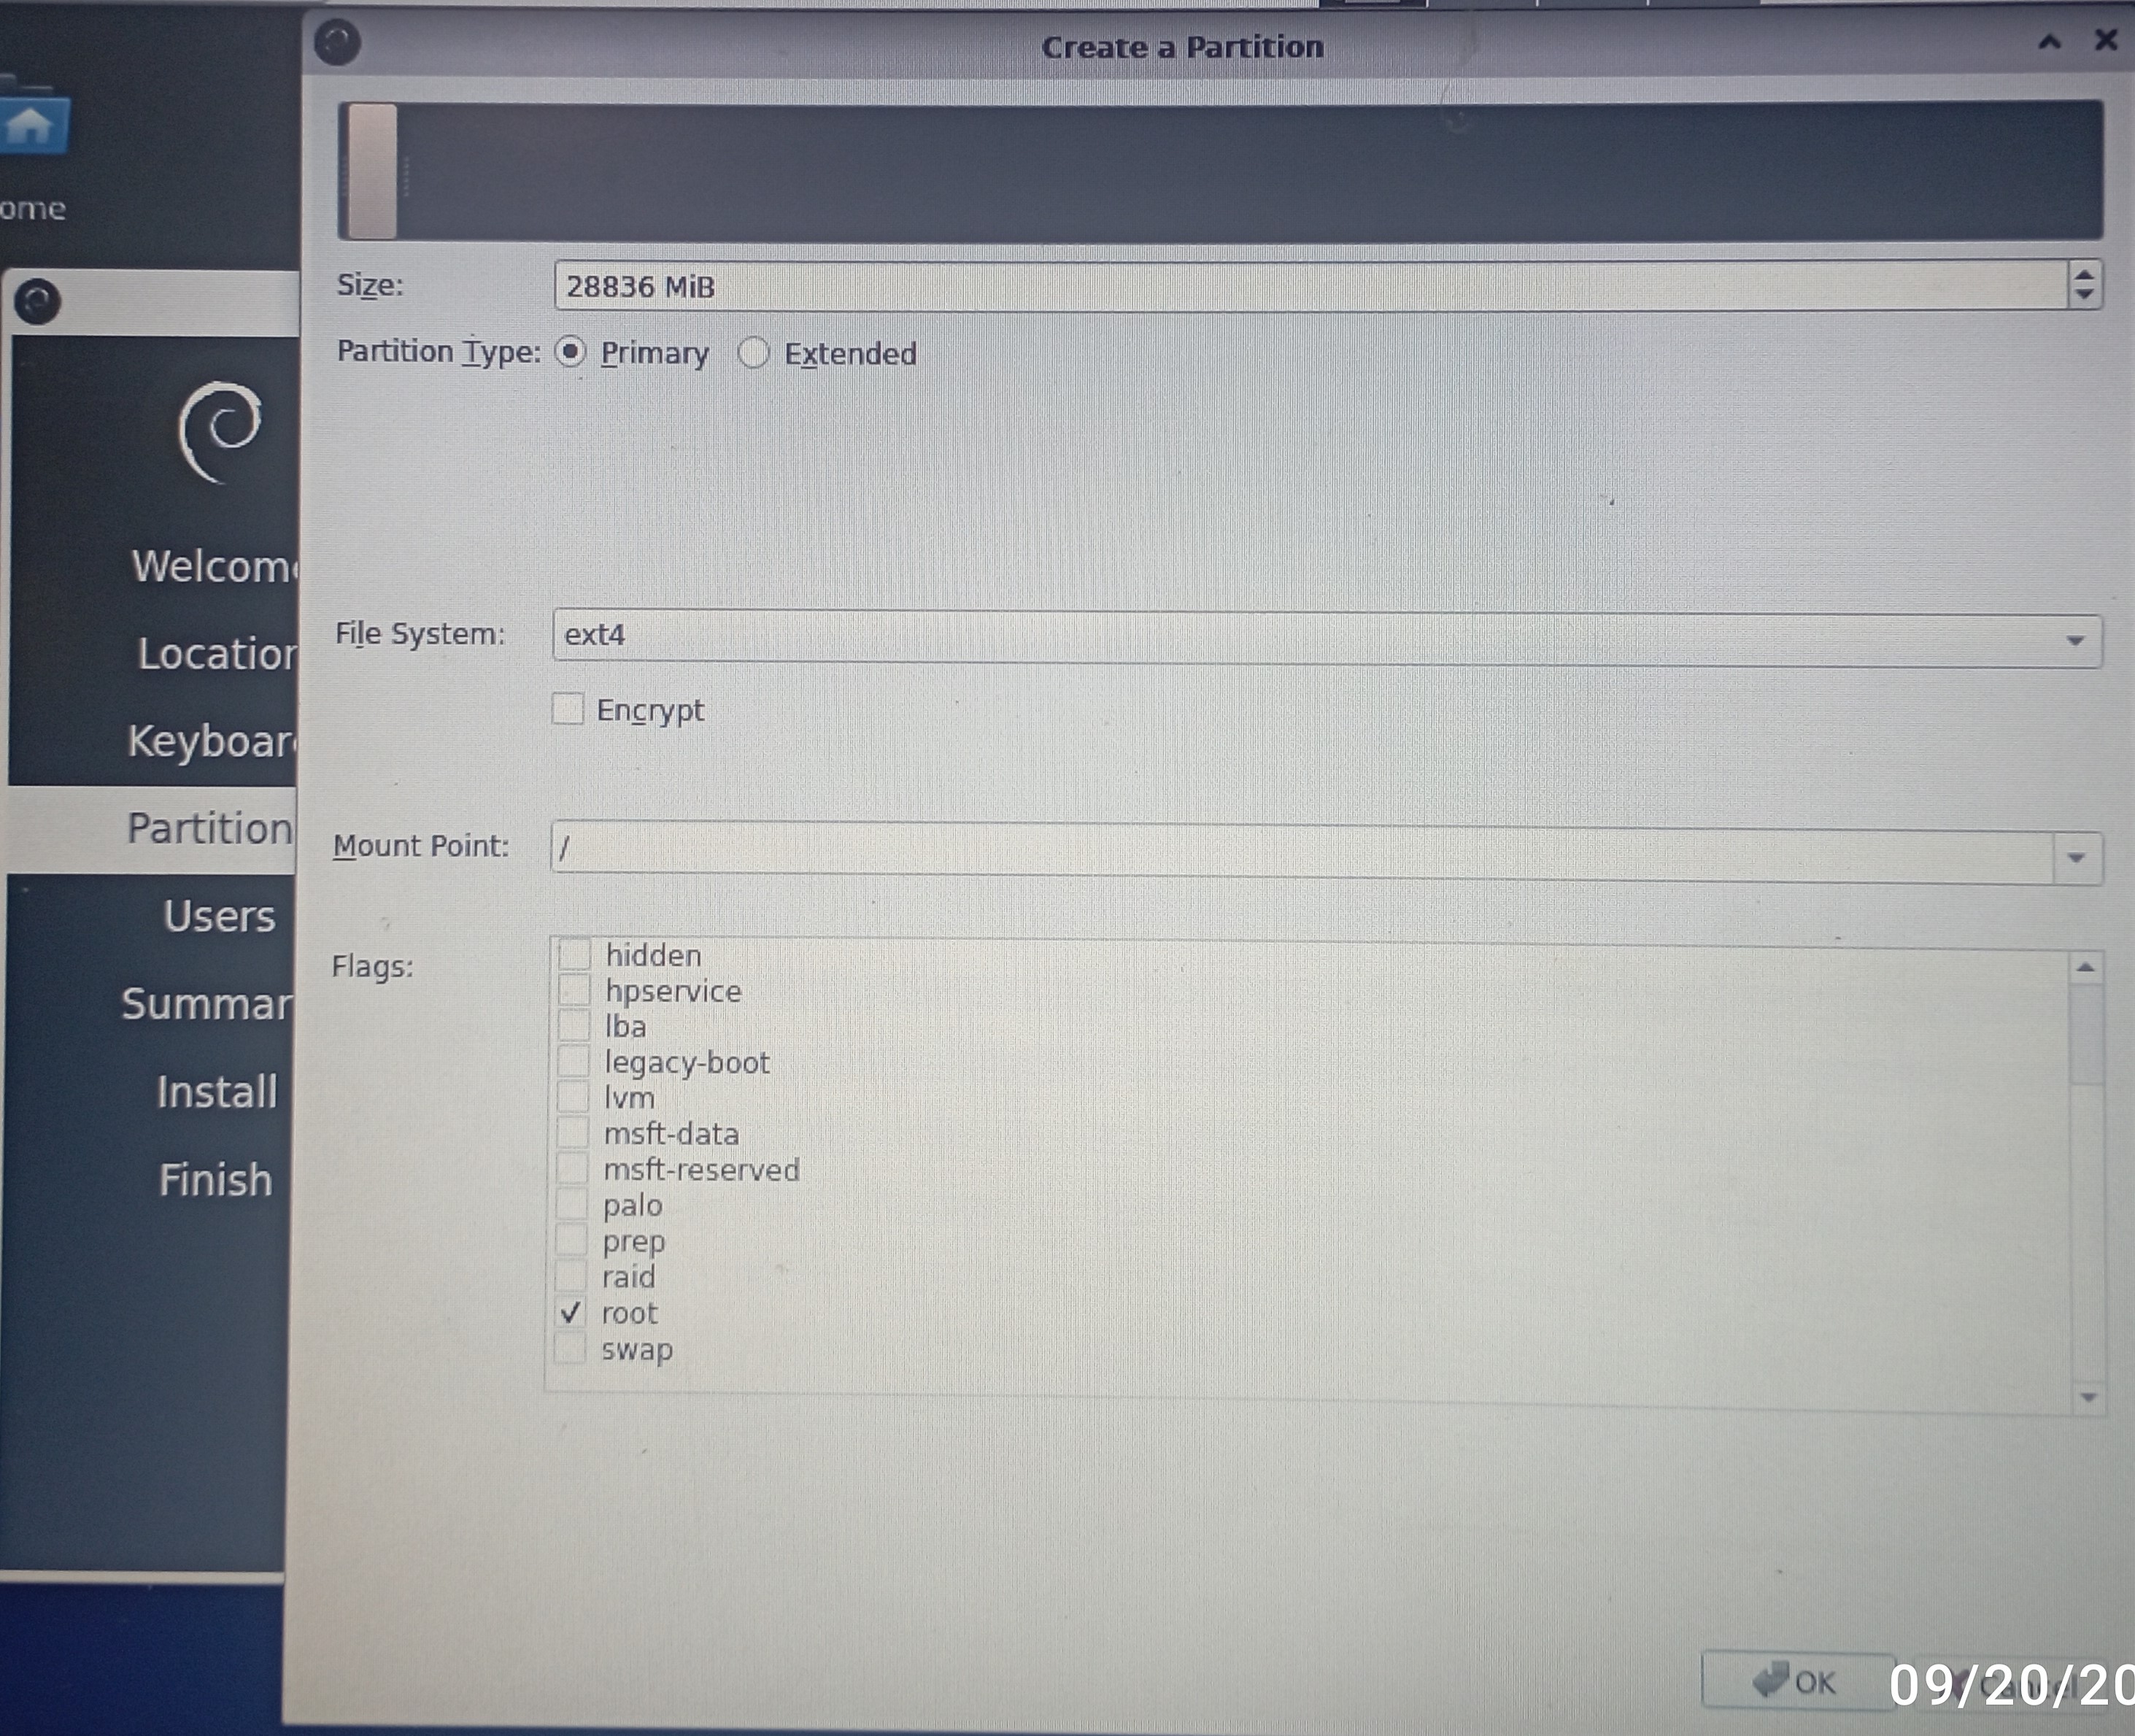 Create a Partition
ome
Size: 28836 MiB
Partition Type: Primary Extended
Welcom
Location
Keyboar
Partition
Users
Summar
Install
Finish
File System: ext4
Encrypt
Mount Point: /
Flags:
hidden
hpservice
lba
legacy-boot
lvm
msft-data
msft-reserved
palo
prep
raid
root
swap
OK
09/20/20